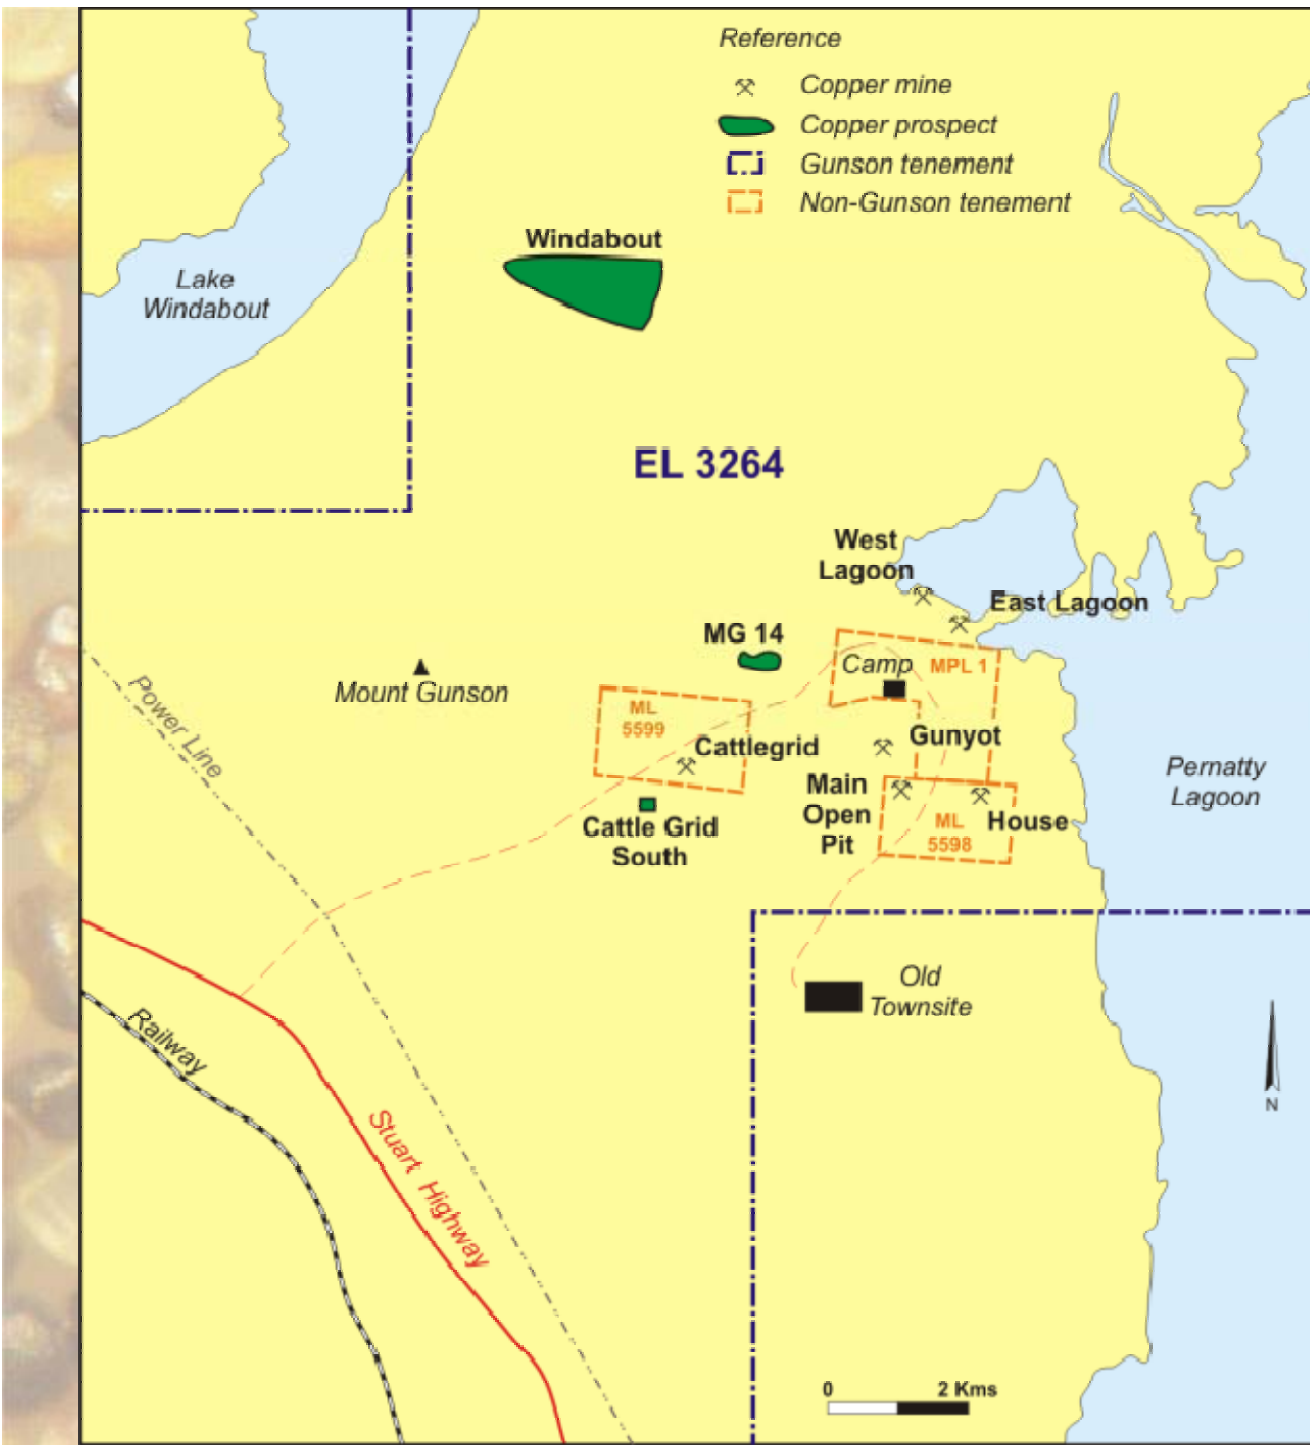 Reference
Copper mine
Copper prospect
Gunson tenement
Non-Gunson tenement
Windabout
Lake
Windabout
EL 3264
West
Lagoon
East Lagoon
MG 14
Camp
MPL 1
Mount Gunson
Power Line
ML
5599
Cattlegrid
Gunyot
Pernatty
Lagoon
Main
Open
Pit
House
ML
5598
Cattle Grid
South
Old
Townsite
Railway
Stuart Highway
N
0 2 Kms